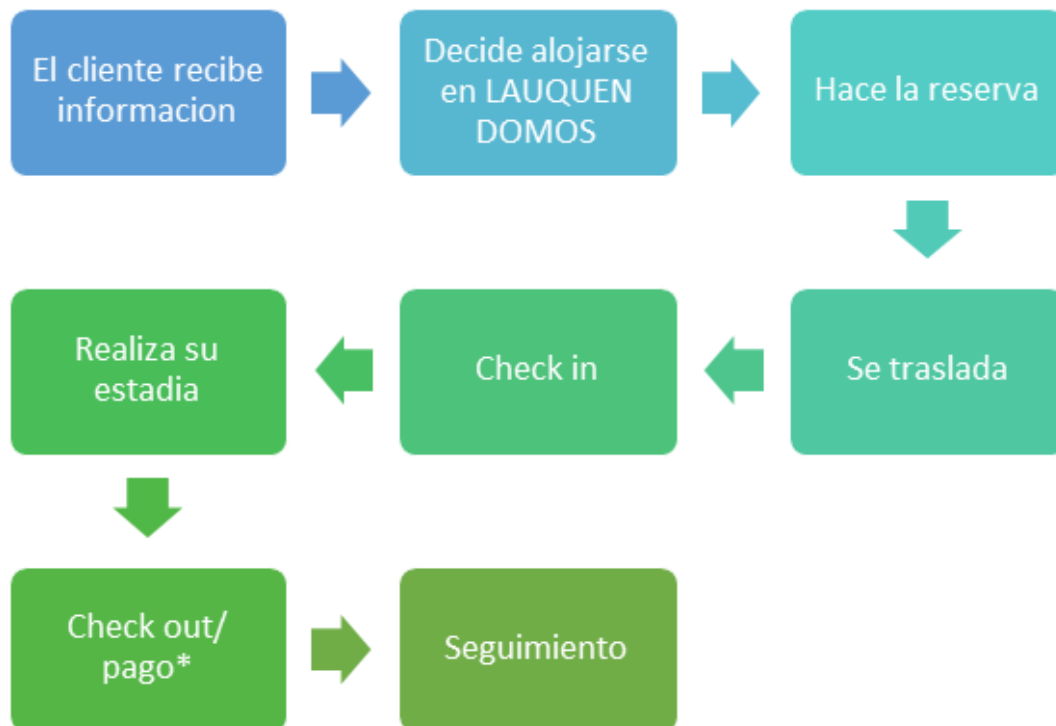 El cliente recibe
informacion
Decide alojarse
en LAUQUEN
DOMOS
Hace la reserva
Se traslada
Check in
Realiza su
estadia
Check out/
pago*
Seguimiento